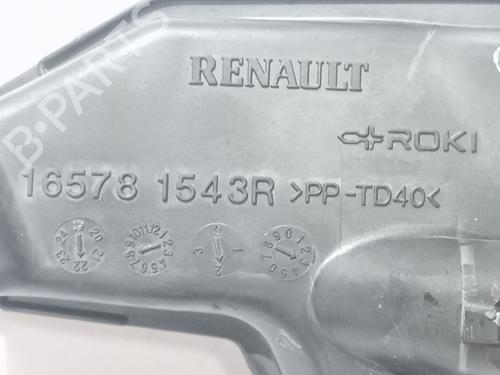 RENAULT
ROKI
16578 1543R >PP-TD40<
B-PARTS